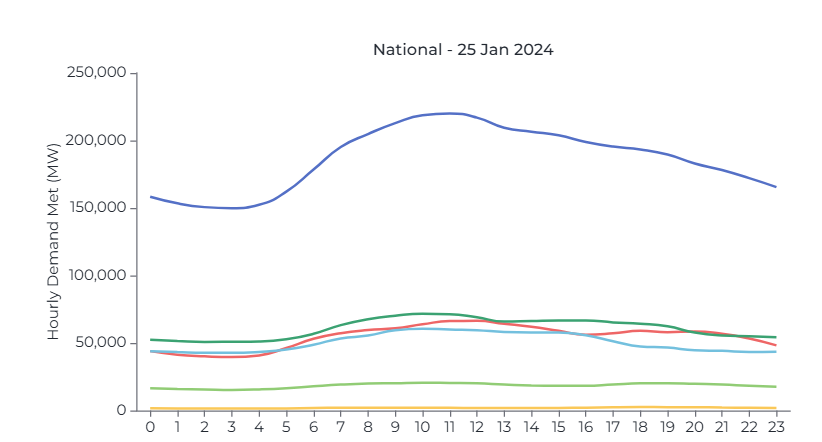 National - 25 Jan 2024
250,000
200,000
150,000
100,000
50,000
0
Hourly Demand Met (MW)
0 1 2 3 4 5 6 7 8 9 10 11 12 13 14 15 16 17 18 19 20 21 22 23